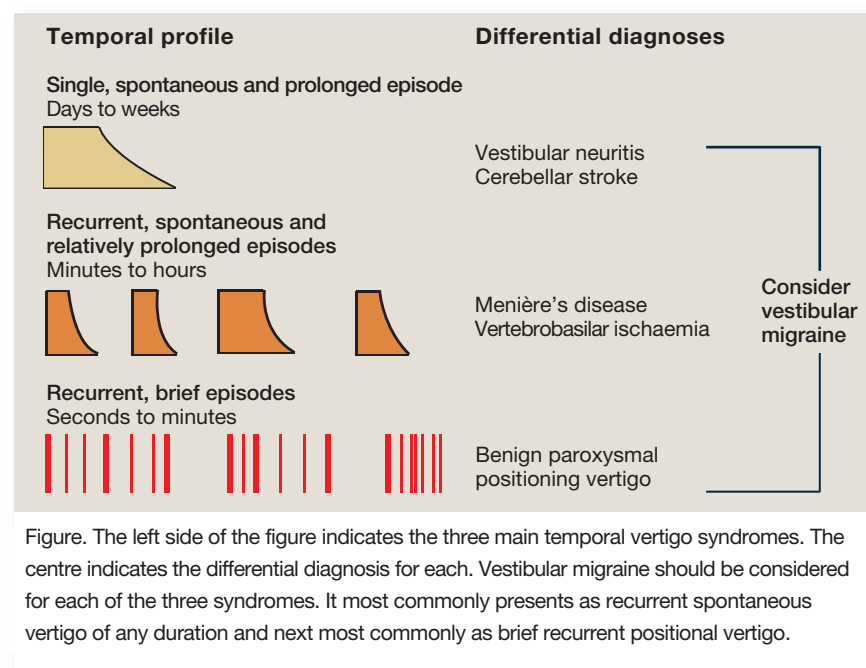 Temporal profile
Differential diagnoses
Single, spontaneous and prolonged episode
Days to weeks
Vestibular neuritis
Cerebellar stroke
Recurrent, spontaneous and
relatively prolonged episodes
Minutes to hours
Menière’s disease
Vertebrobasilar ischaemia
Consider
vestibular
migraine
Recurrent, brief episodes
Seconds to minutes
Benign paroxysmal
positioning vertigo
Figure. The left side of the figure indicates the three main temporal vertigo syndromes. The
centre indicates the differential diagnosis for each. Vestibular migraine should be considered
for each of the three syndromes. It most commonly presents as recurrent spontaneous
vertigo of any duration and next most commonly as brief recurrent positional vertigo.